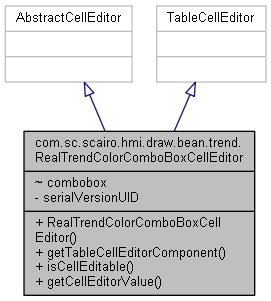 AbstractCellEditor
TableCellEditor
com.sc.scairo.hmi.draw.bean.trend.
RealTrendColorComboBoxCellEditor
~ combobox
- serialVersionUID
+ RealTrendColorComboBoxCell
Editor()
+ getTableCellEditorComponent()
+ isCellEditable()
+ getCellEditorValue()